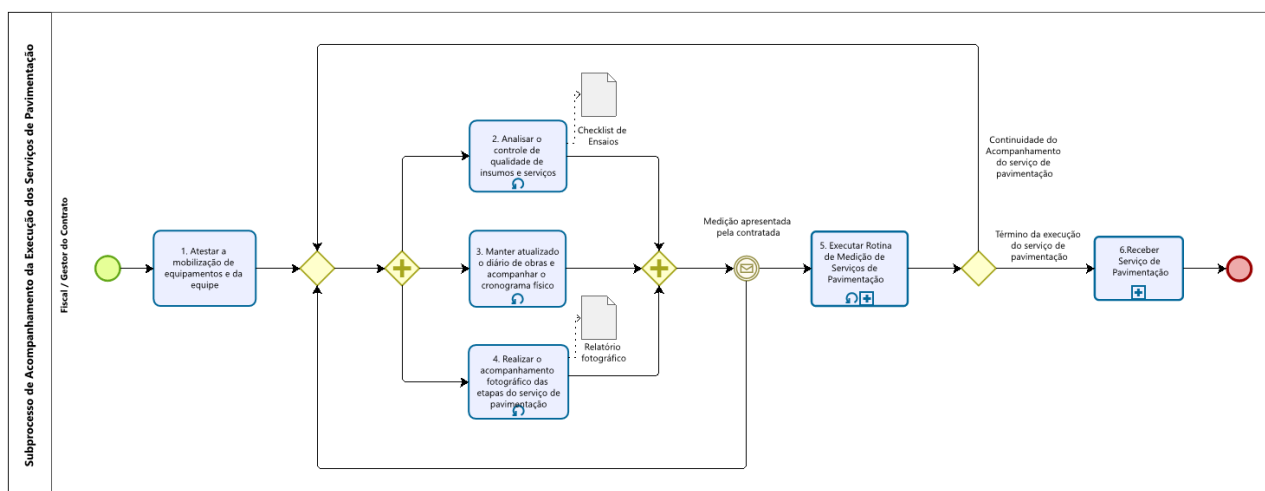 Subprocesso de Acompanhamento da Execução dos Serviços de Pavimentação
Fiscal / Gestor do Contrato
1. Atestar a
mobilização de
equipamentos e da
equipe
2. Analisar o
controle de
qualidade de
insumos e serviços
Checklist de
Ensaios
3. Manter atualizado
o diário de obras e
acompanhar o
cronograma físico
4. Realizar o
acompanhamento
fotográfico das
etapas do serviço de
pavimentação
Relatório
fotográfico
Medição apresentada
pela contratada
5. Executar Rotina
de Medição de
Serviços de
Pavimentação
Continuidade do
Acompanhamento
do serviço de
pavimentação
Término da execução
do serviço de
pavimentação
6.Receber
Serviço de
Pavimentação